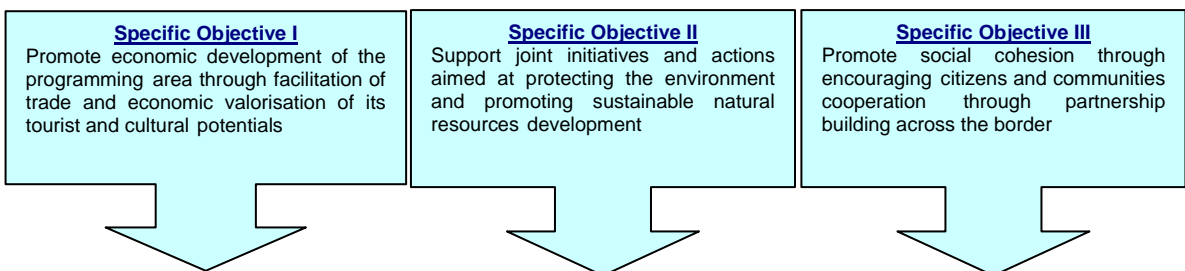 Specific Objective I
Promote economic development of the
programming area through facilitation of
trade and economic valorisation of its
tourist and cultural potentials
Specific Objective II
Support joint initiatives and actions
aimed at protecting the environment
and promoting sustainable natural
resources development
Specific Objective III
Promote social cohesion through
encouraging citizens and communities
cooperation through partnership
building across the border